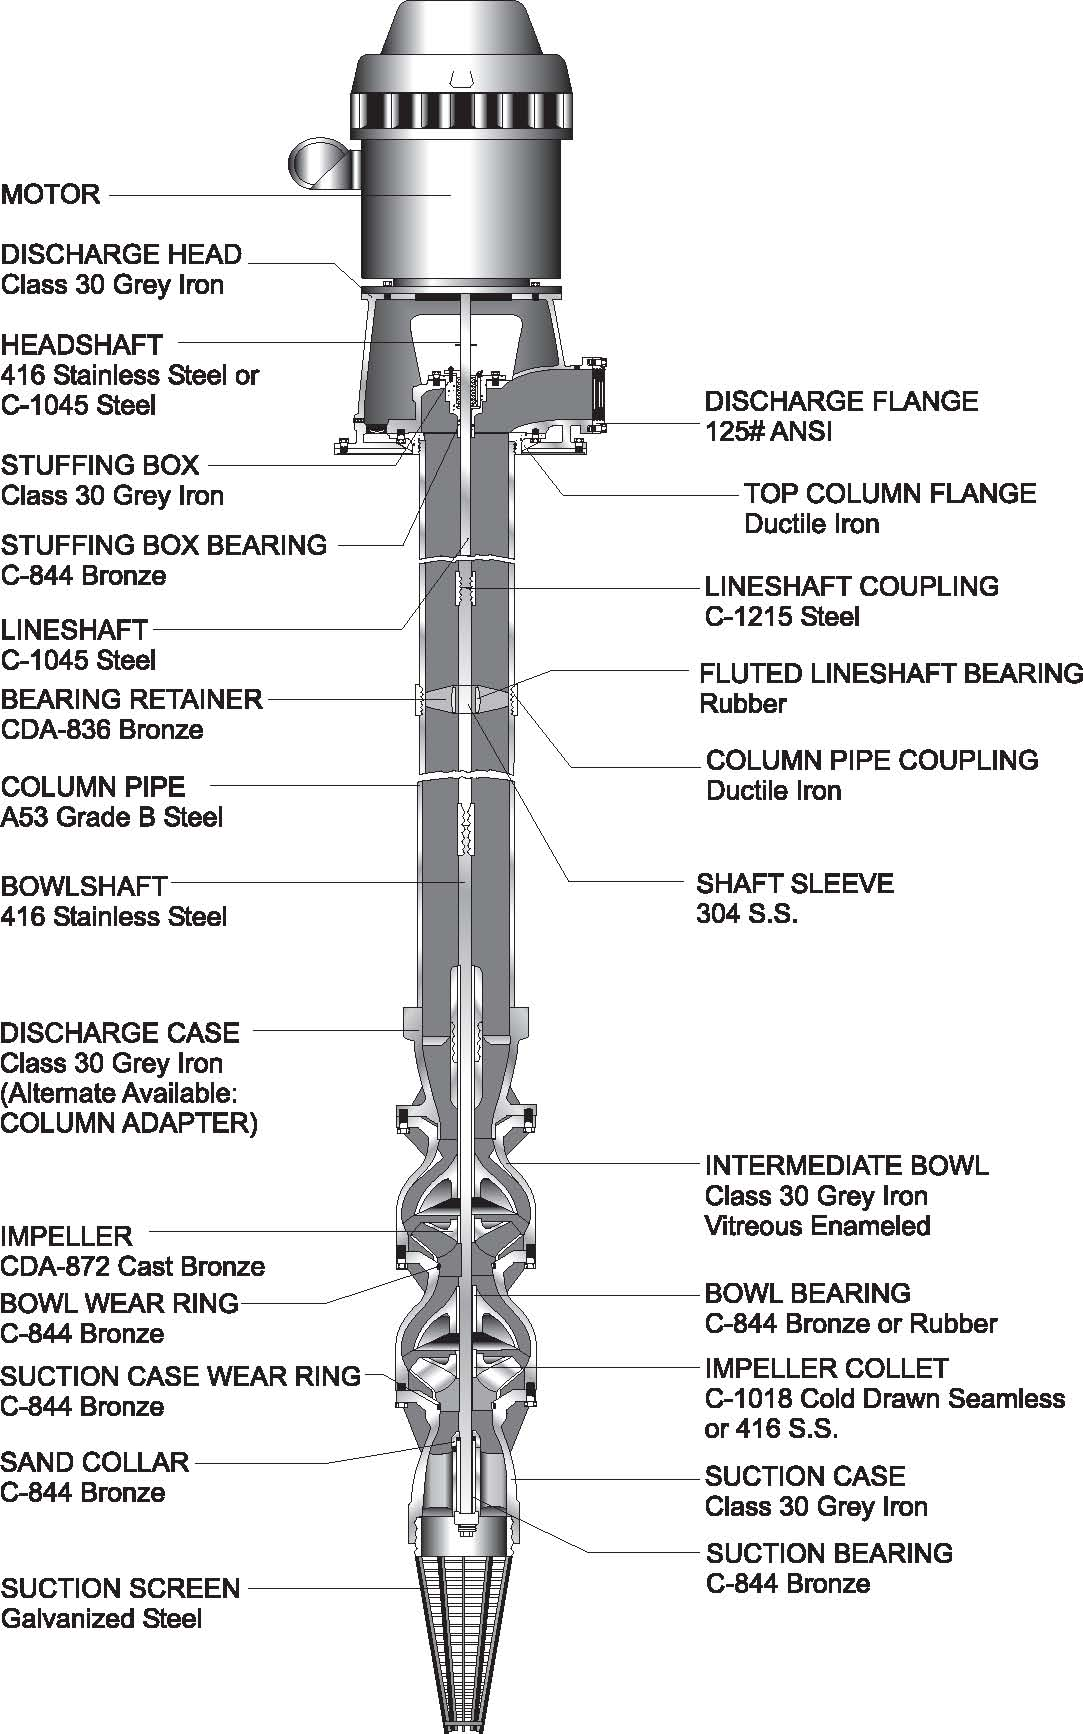 MOTOR
DISCHARGE HEAD
Class 30 Grey Iron
HEADSHAFT
416 Stainless Steel or
C-1045 Steel
STUFFING BOX
Class 30 Grey Iron
STUFFING BOX BEARING
C-844 Bronze
LINESHAFT
C-1045 Steel
BEARING RETAINER
CDA-836 Bronze
COLUMN PIPE
A53 Grade B Steel
BOWLSHAFT
416 Stainless Steel
DISCHARGE CASE
Class 30 Grey Iron
(Alternate Available:
COLUMN ADAPTER)
IMPELLER
CDA-872 Cast Bronze
BOWL WEAR RING
C-844 Bronze
SUCTION CASE WEAR RING
C-844 Bronze
SAND COLLAR
C-844 Bronze
SUCTION SCREEN
Galvanized Steel
DISCHARGE FLANGE
125# ANSI
TOP COLUMN FLANGE
Ductile Iron
LINESHAFT COUPLING
C-1215 Steel
FLUTED LINESHAFT BEARING
Rubber
COLUMN PIPE COUPLING
Ductile Iron
SHAFT SLEEVE
304 S.S.
INTERMEDIATE BOWL
Class 30 Grey Iron
Vitreous Enameled
BOWL BEARING
C-844 Bronze or Rubber
IMPELLER COLLET
C-1018 Cold Drawn Seamless
or 416 S.S.
SUCTION CASE
Class 30 Grey Iron
SUCTION BEARING
C-844 Bronze